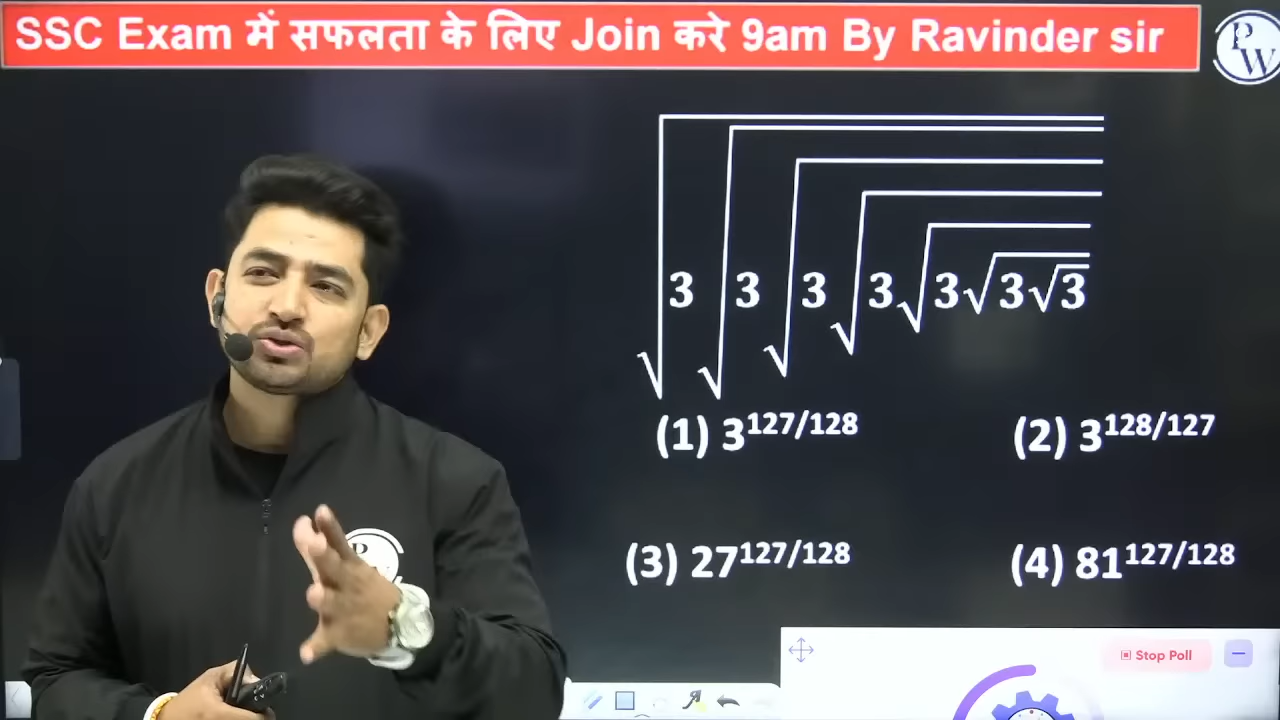 SSC Exam में सफलता के लिए Join करे 9am By Ravinder sir
PW
√3√3√3√3√3√3√3
(1) 3^127/128 (2) 3^128/127
(3) 27^127/128 (4) 81^127/128
Stop Poll